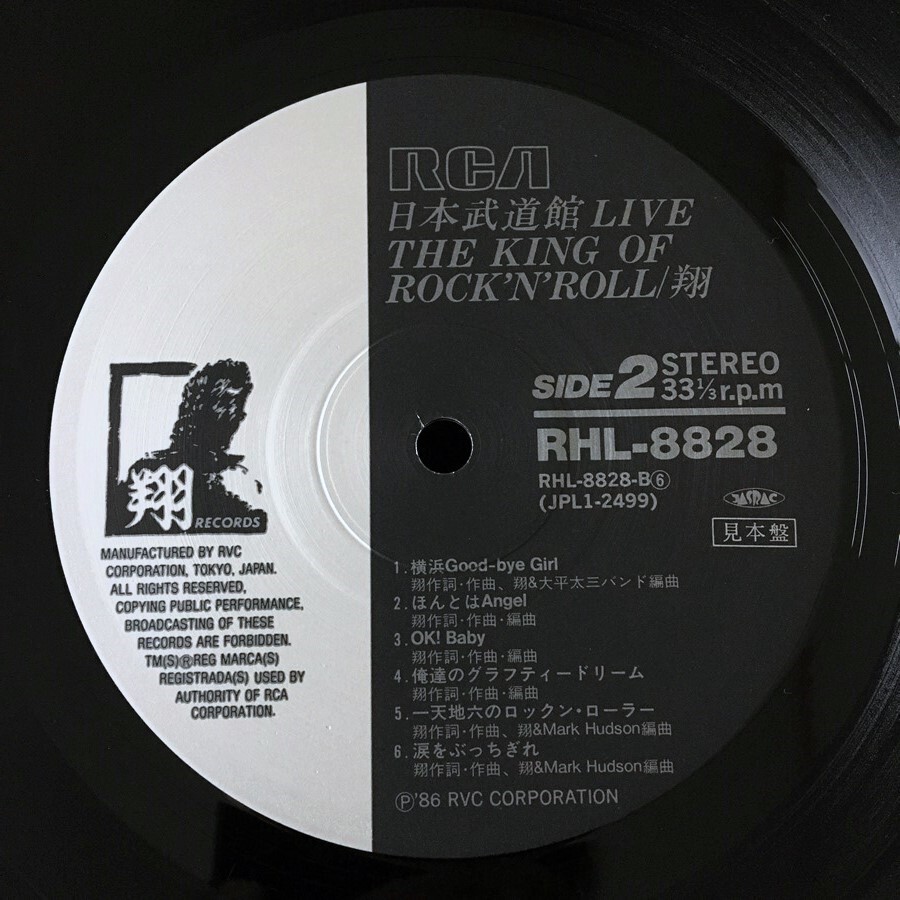 RCA
日本武道館 LIVE
THE KING OF
ROCK'N'ROLL/翔
SIDE 2 STEREO
33 1/3 r.p.m
RHL-8828
RHL-8828-B⑥
(JPL1-2499)
JASRAC
見本盤
1. 横浜Good-bye Girl
翔作詞・作曲、翔&大平太三バンド編曲
2. ほんとはAngel
翔作詞・作曲・編曲
3. OK! Baby
翔作詞・作曲・編曲
4. 俺達のグラフティードリーム
翔作詞・作曲・編曲
5. 一天地六のロックン・ローラー
翔作詞・作曲、翔&Mark Hudson編曲
6. 涙をぶっちぎれ
翔作詞・作曲、翔&Mark Hudson編曲
Ⓟ'86 RVC CORPORATION
翔 RECORDS
MANUFACTURED BY RVC
CORPORATION, TOKYO, JAPAN.
ALL RIGHTS RESERVED,
COPYING PUBLIC PERFORMANCE,
BROADCASTING OF THESE
RECORDS ARE FORBIDDEN.
TM(S)®REG MARCA(S)
REGISTRADA(S) USED BY
AUTHORITY OF RCA
CORPORATION.